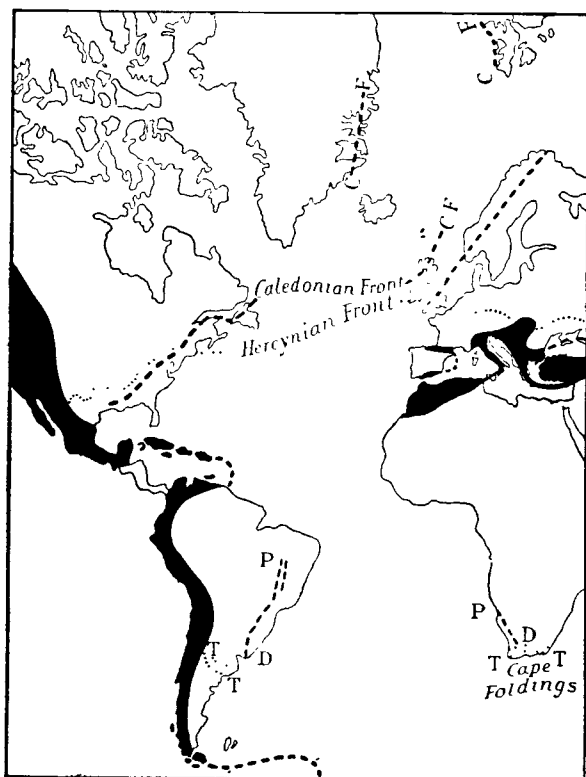 F
C
F
C
C F
Caledonian Front
Hercynian Front
P
T
T
D
P
D
T
T
Cape
Foldings